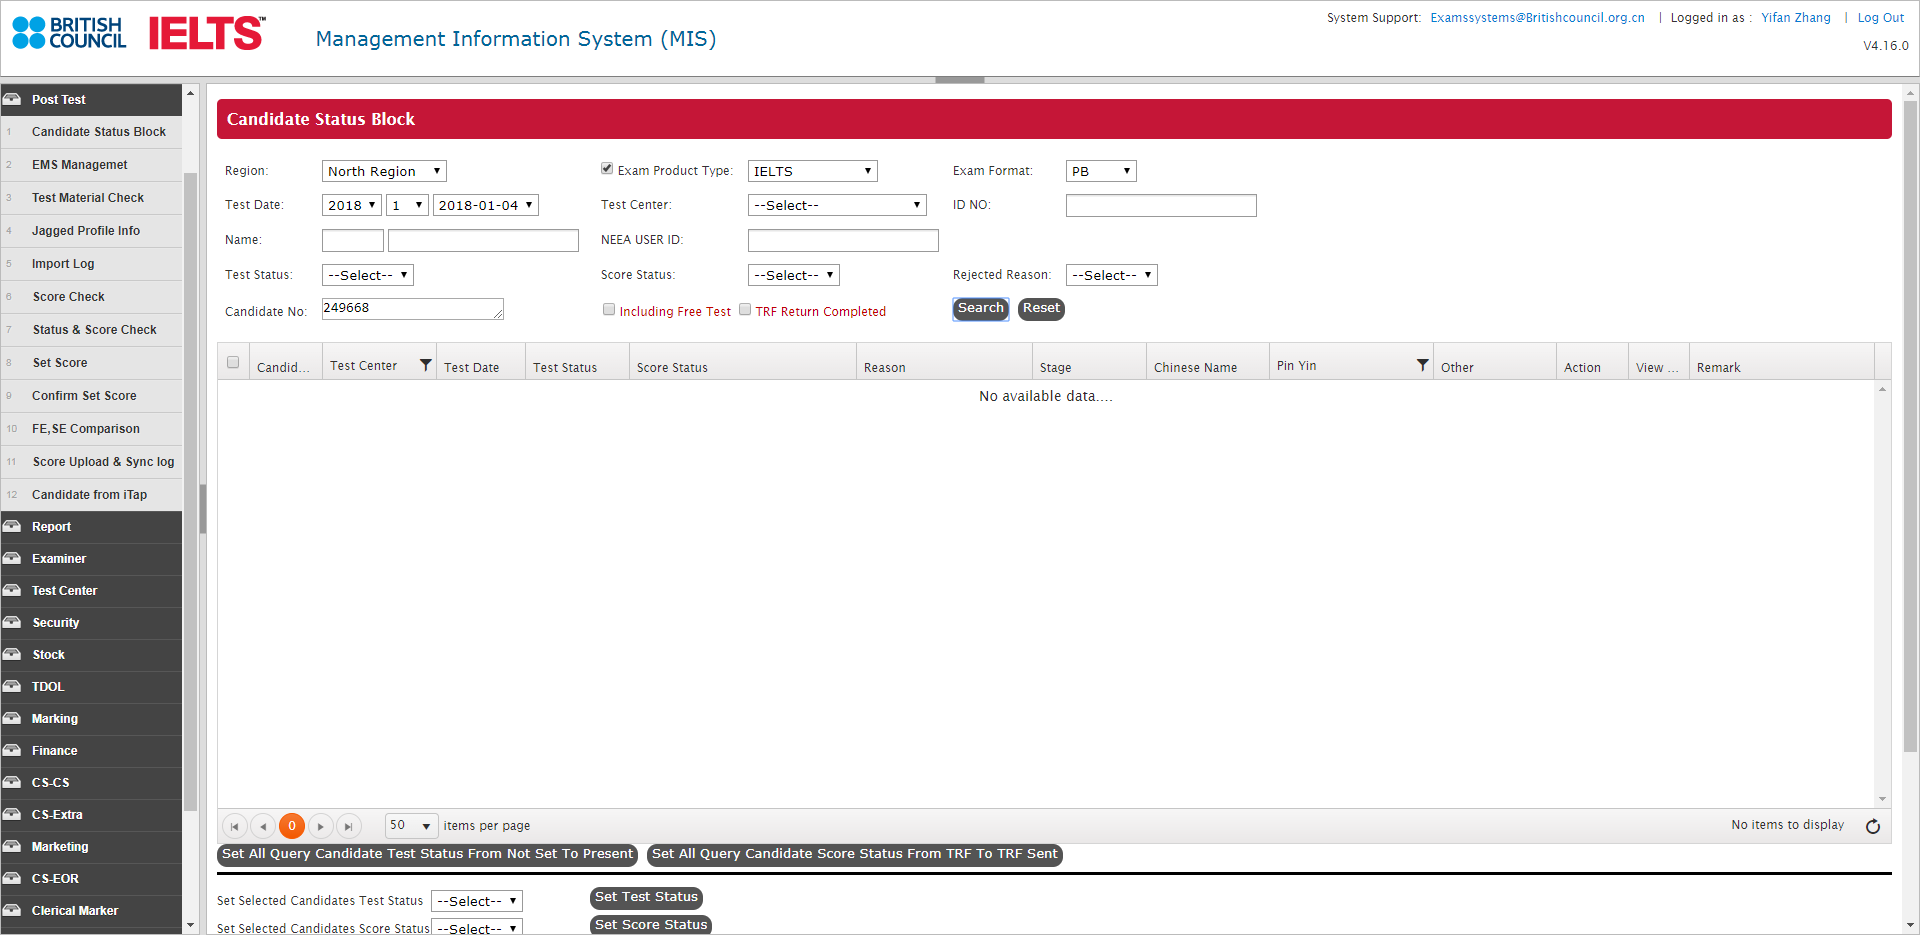 BRITISH COUNCIL
IELTS™
Management Information System (MIS)
System Support: Examssystems@Britishcouncil.org.cn | Logged in as : Yifan Zhang | Log Out
V4.16.0
Post Test
1 Candidate Status Block
2 EMS Managemet
3 Test Material Check
4 Jagged Profile Info
5 Import Log
6 Score Check
7 Status & Score Check
8 Set Score
9 Confirm Set Score
10 FE,SE Comparison
11 Score Upload & Sync log
12 Candidate from iTap
Report
Examiner
Test Center
Security
Stock
TDOL
Marking
Finance
CS-CS
CS-Extra
Marketing
CS-EOR
Clerical Marker
Candidate Status Block
Region: North Region Exam Product Type: IELTS Exam Format: PB
Test Date: 2018 1 2018-01-04 Test Center: --Select-- ID NO:
Name: NEEA USER ID:
Test Status: --Select-- Score Status: --Select-- Rejected Reason: --Select--
Candidate No: 249668 Including Free Test TRF Return Completed Search Reset
Candid... Test Center Test Date Test Status Score Status Reason Stage Chinese Name Pin Yin Other Action View ... Remark
No available data....
0 50 items per page No items to display
Set All Query Candidate Test Status From Not Set To Present Set All Query Candidate Score Status From TRF To TRF Sent
Set Selected Candidates Test Status --Select-- Set Test Status
Set Selected Candidates Score Status --Select-- Set Score Status